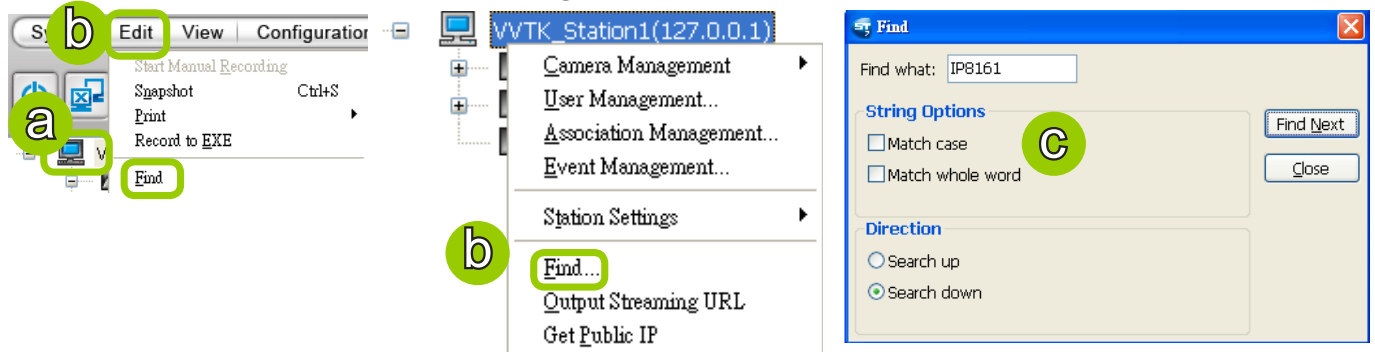 b
Edit View Configuration
Start Manual Recording
Snapshot Ctrl+S
Print
Record to EXE
Find
a
V
VVTK_Station1(127.0.0.1)
Camera Management
User Management...
Association Management...
Event Management...
Station Settings
b
Find...
Output Streaming URL
Get Public IP
Find
Find what: IP8161
String Options
Match case
Match whole word
C
Find Next
Close
Direction
Search up
Search down